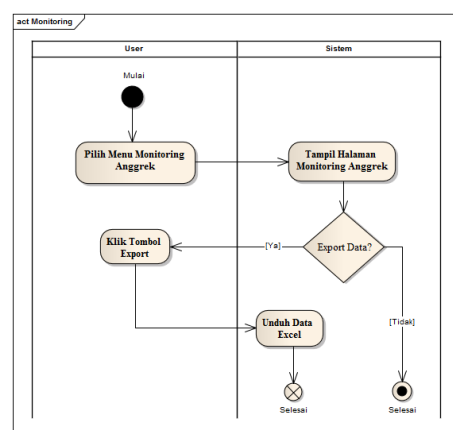 act Monitoring
User
Sistem
Mulai
Pilih Menu Monitoring
Anggrek
Tampil Halaman
Monitoring Anggrek
Klik Tombol
Export
[Ya]
Export Data?
[Tidak]
Unduh Data
Excel
Selesai
Selesai